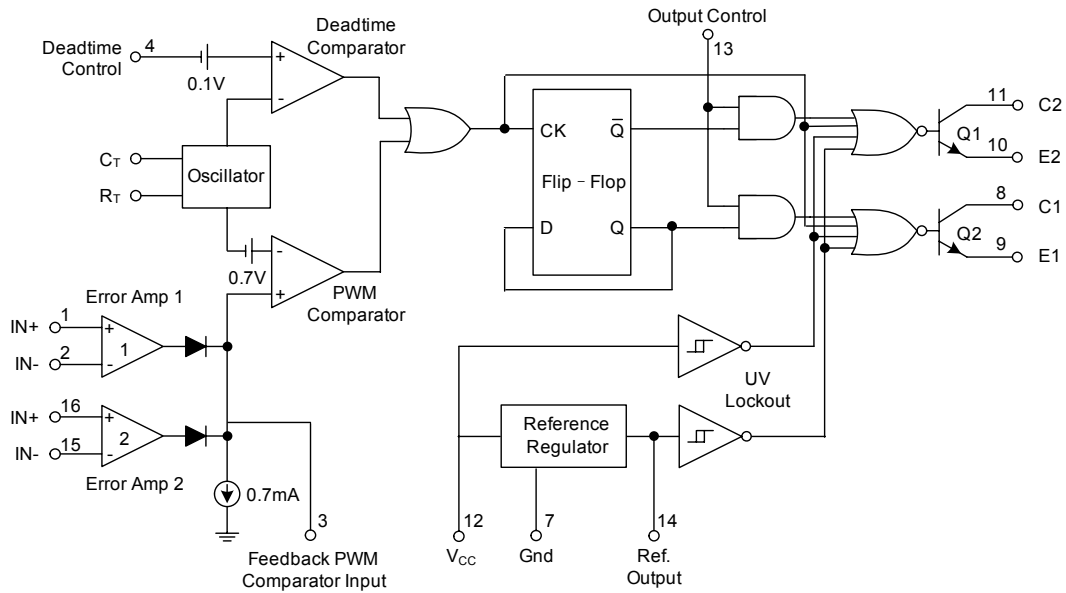 Output Control
13
Deadtime
Comparator
Deadtime
Control
4
+
-
0.1V
11
C2
CK
Q̅
Q1
10
E2
CT
RT
Oscillator
Flip – Flop
8
C1
D
Q
Q2
9
E1
-
+
0.7V
PWM
Comparator
Error Amp 1
IN+
1
+
1
IN-
2
-
UV
Lockout
IN+
16
+
2
IN-
15
-
Error Amp 2
Reference
Regulator
0.7mA
3
12
7
14
Feedback PWM
Comparator Input
VCC
Gnd
Ref.
Output